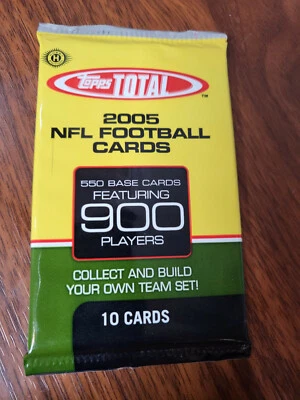 H
Topps TOTAL
TM
2005
NFL FOOTBALL
CARDS
550 BASE CARDS
FEATURING
900
PLAYERS
COLLECT AND BUILD
YOUR OWN TEAM SET!
10 CARDS